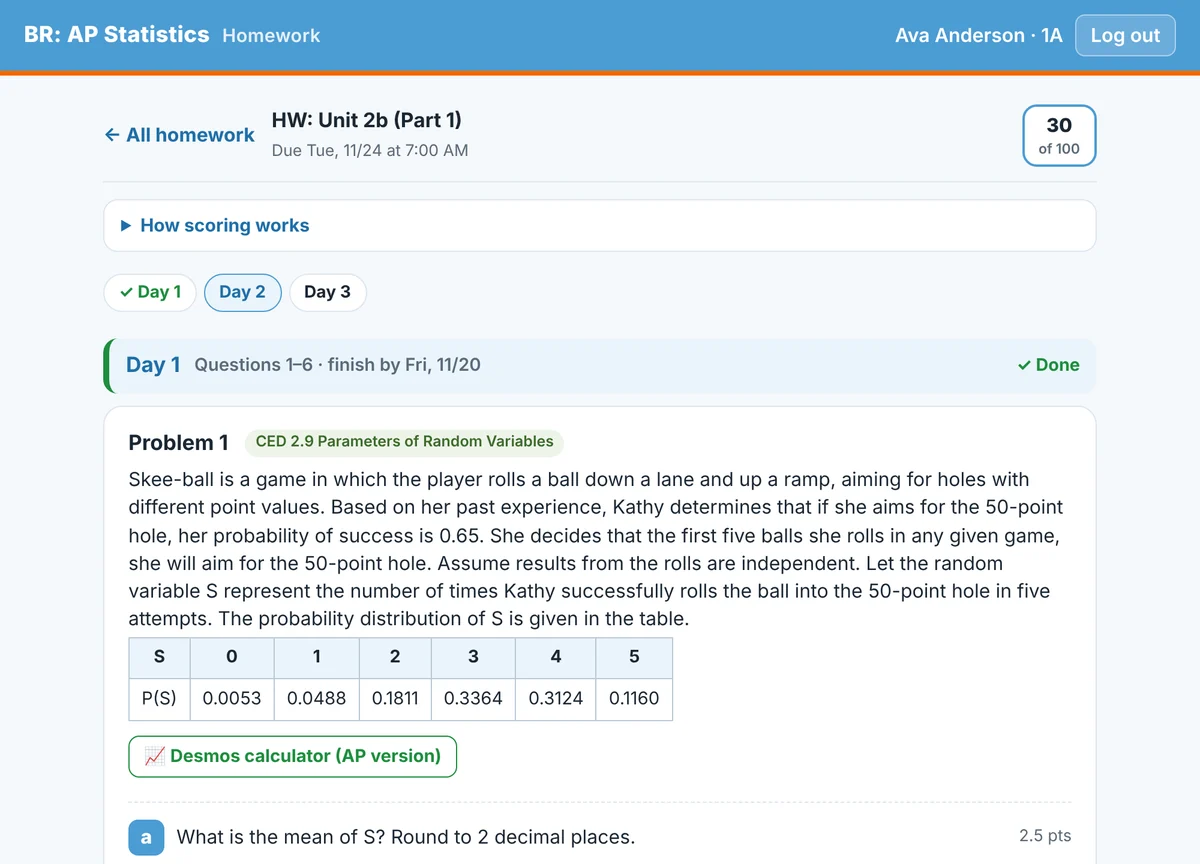 BR: AP Statistics Homework
Ava Anderson · 1A
Log out
← All homework
HW: Unit 2b (Part 1)
Due Tue, 11/24 at 7:00 AM
30
of 100
▶ How scoring works
✓ Day 1
Day 2
Day 3
Day 1 Questions 1–6 · finish by Fri, 11/20
✓ Done
Problem 1 CED 2.9 Parameters of Random Variables
Skee-ball is a game in which the player rolls a ball down a lane and up a ramp, aiming for holes with
different point values. Based on her past experience, Kathy determines that if she aims for the 50-point
hole, her probability of success is 0.65. She decides that the first five balls she rolls in any given game,
she will aim for the 50-point hole. Assume results from the rolls are independent. Let the random
variable S represent the number of times Kathy successfully rolls the ball into the 50-point hole in five
attempts. The probability distribution of S is given in the table.
S 0 1 2 3 4 5
P(S) 0.0053 0.0488 0.1811 0.3364 0.3124 0.1160
📈 Desmos calculator (AP version)
a What is the mean of S? Round to 2 decimal places.
2.5 pts